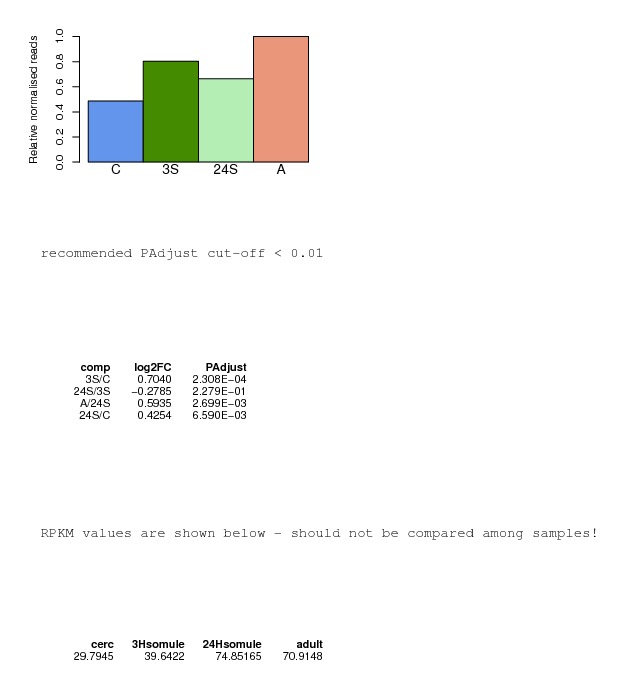 Relative normalised reads
1.0
0.8
0.6
0.4
0.2
0.0
C 3S 24S A
recommended PAdjust cut-off < 0.01
comp log2FC PAdjust
3S/C 0.7040 2.308E−04
24S/3S −0.2785 2.279E−01
A/24S 0.5935 2.699E−03
24S/C 0.4254 6.590E−03
RPKM values are shown below - should not be compared among samples!
cerc 3Hsomule 24Hsomule adult
29.7945 39.6422 74.85165 70.9148